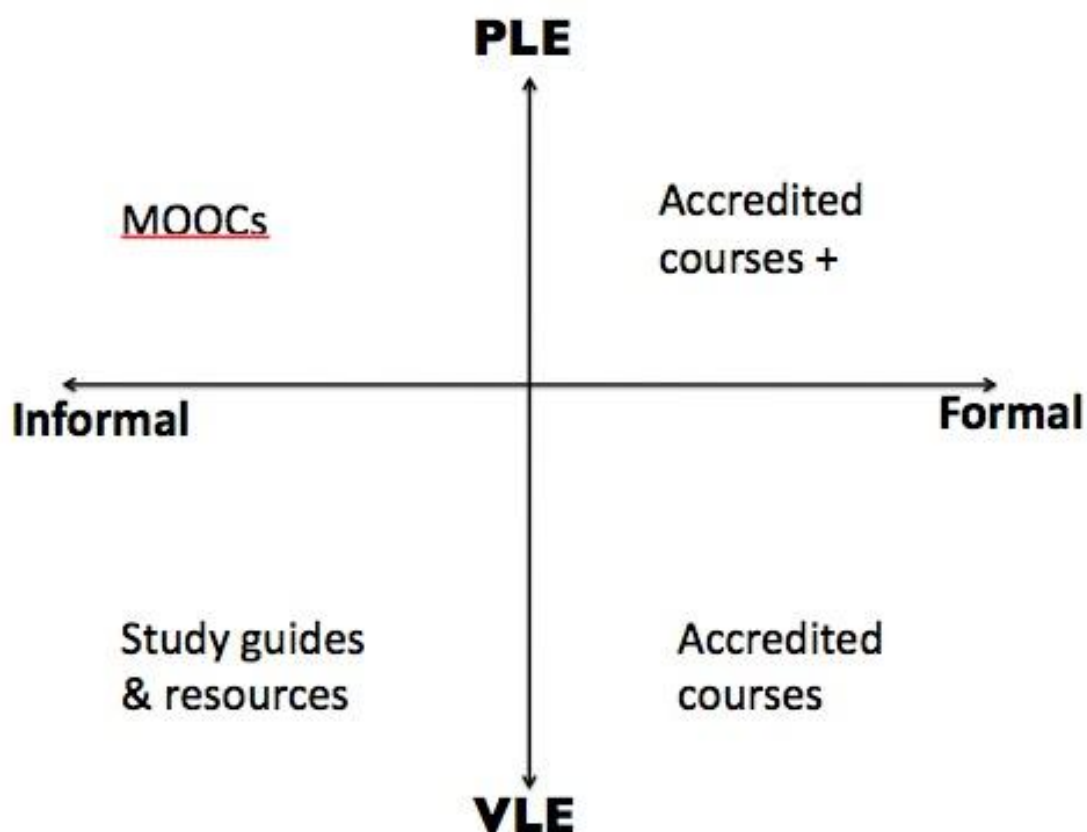 PLE
MOOCs
Accredited
courses +
Informal
Formal
Study guides
& resources
Accredited
courses
VLE